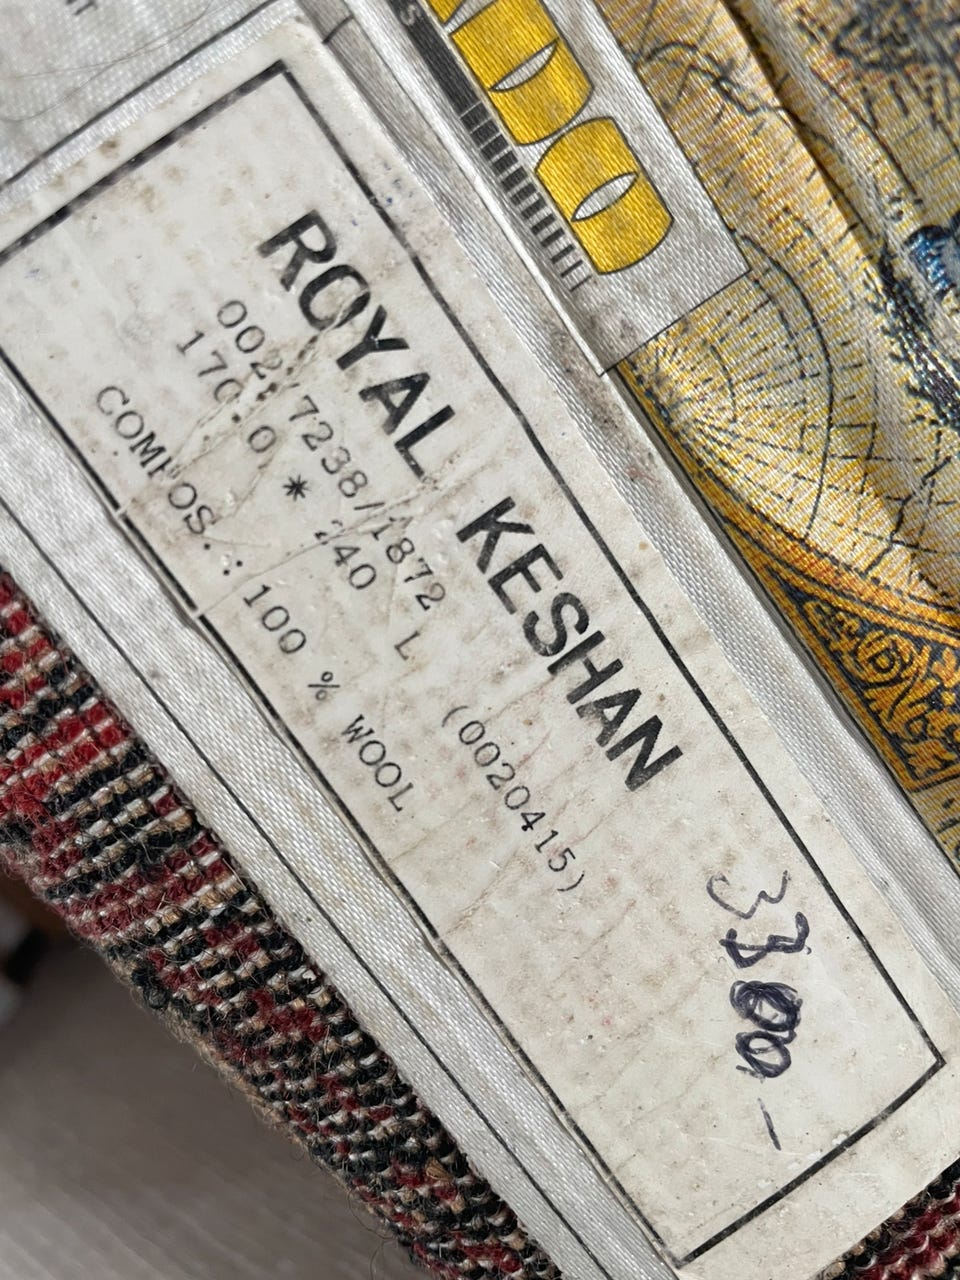 ROYAL KESHAN
002/7238/1872 (0020415)
170.0 * 240 L
COMPOS.: 100 % WOOL
3300 -